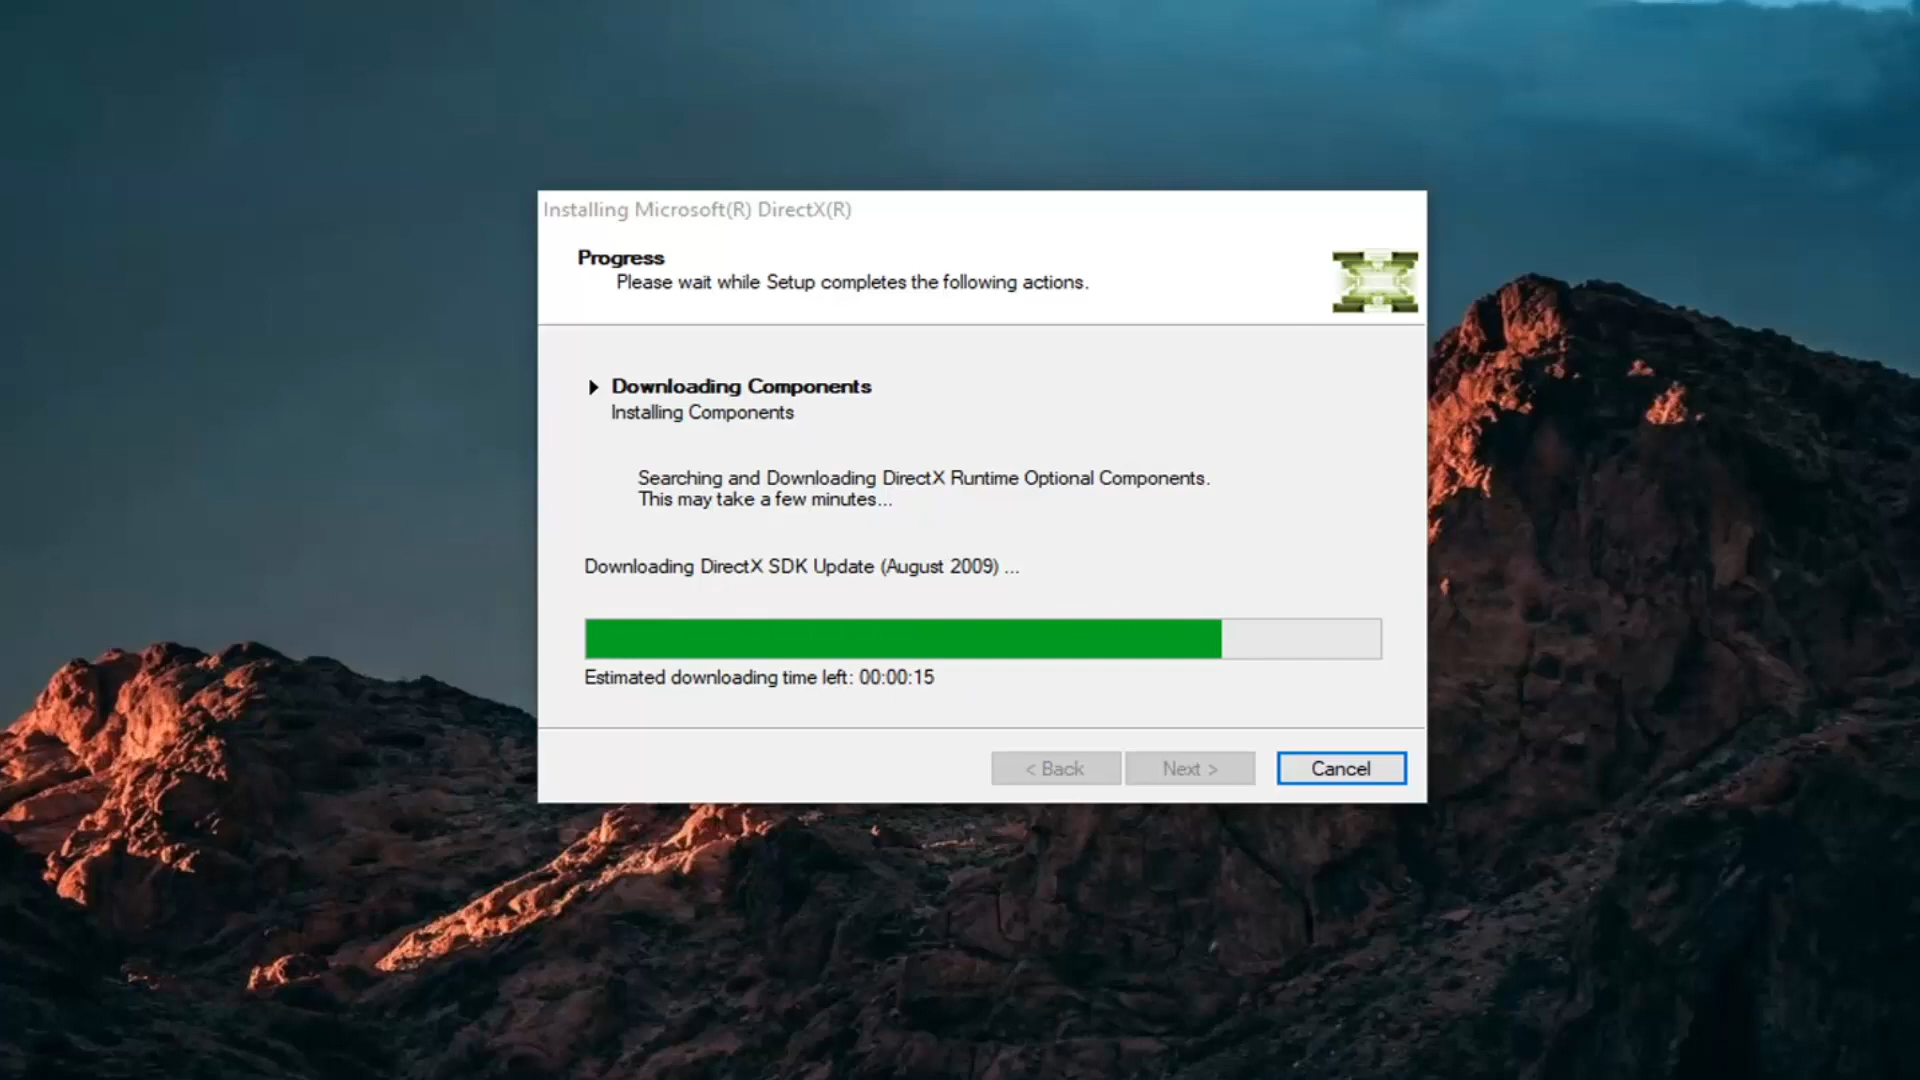 Installing Microsoft(R) DirectX(R)
Progress
Please wait while Setup completes the following actions.
Downloading Components
Installing Components
Searching and Downloading DirectX Runtime Optional Components.
This may take a few minutes...
Downloading DirectX SDK Update (August 2009) ...
Estimated downloading time left: 00:00:15
< Back
Next >
Cancel